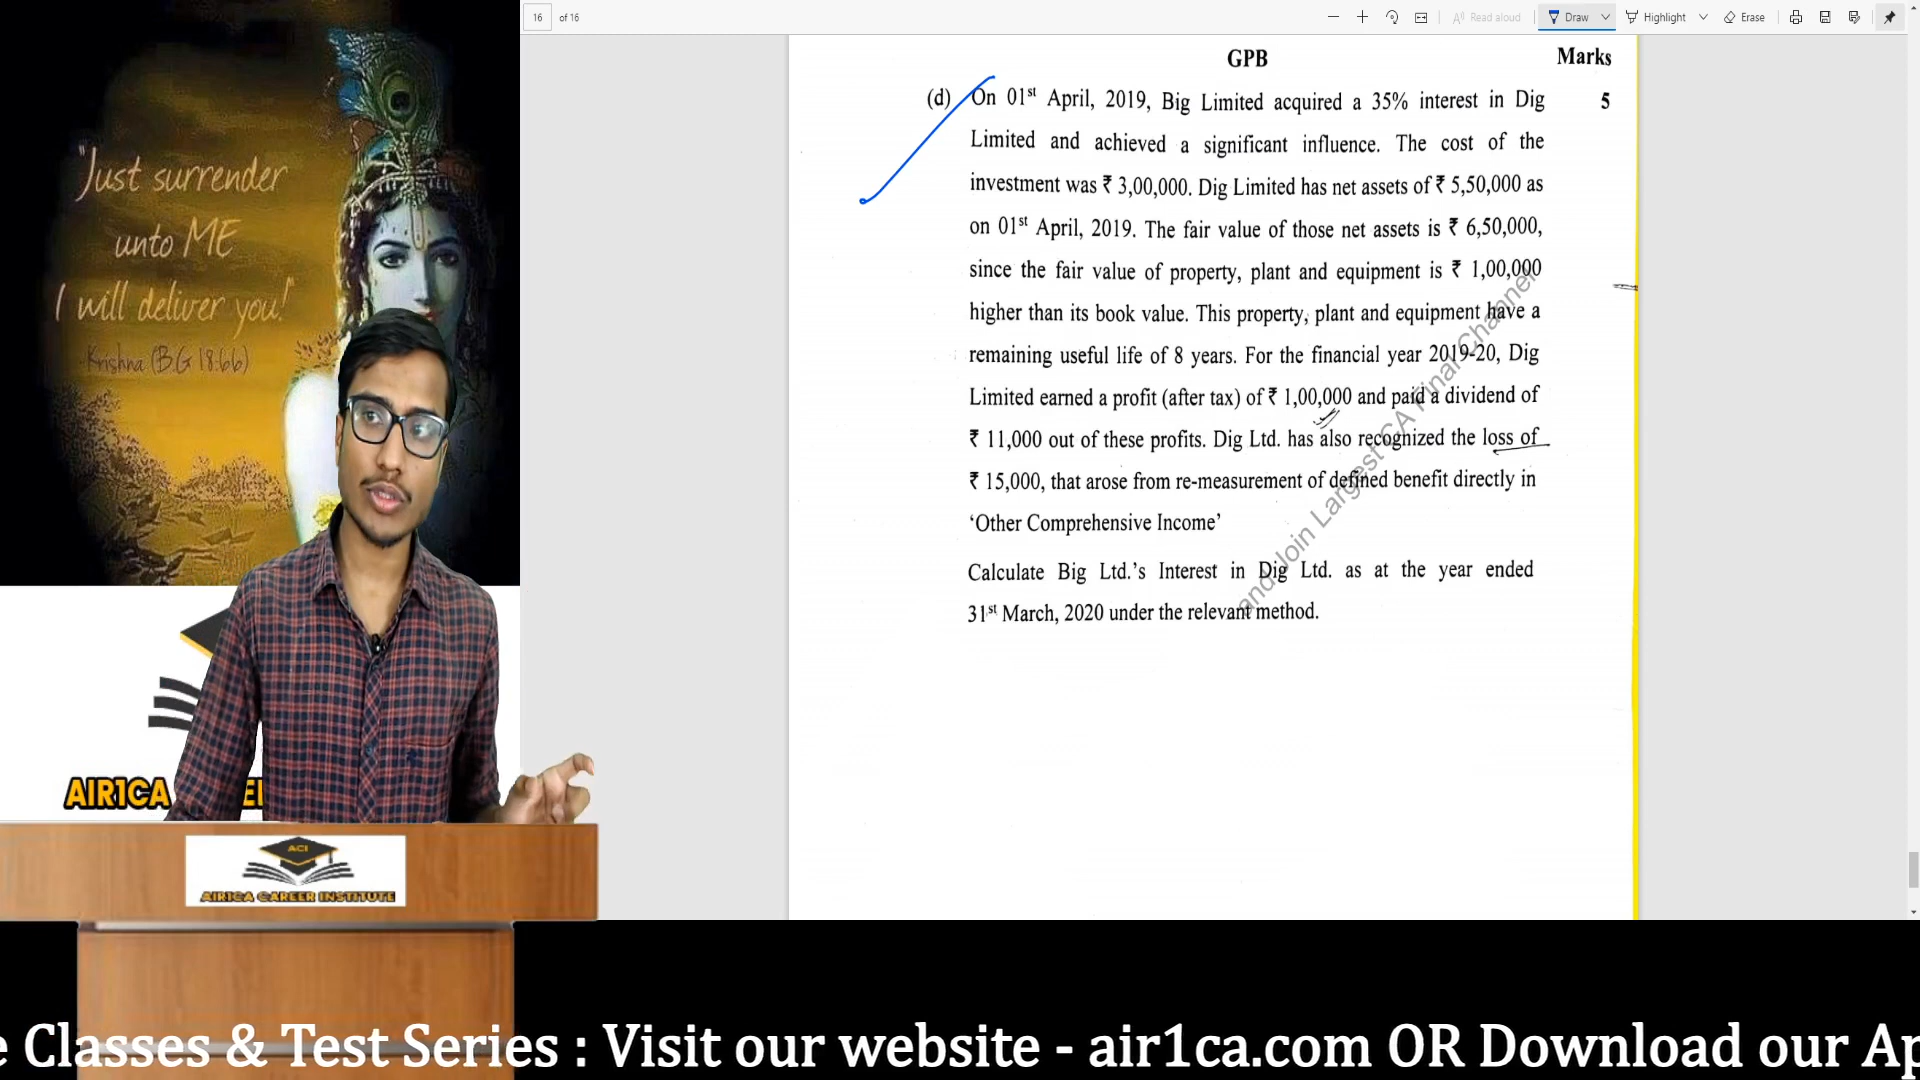 "Just surrender
unto ME
I will deliver you!"
- Krishna (B.G 18:66)
AIR1CA
ACI
AIR1CA CAREER INSTITUTE
16 of 16
Read aloud
Draw
Highlight
Erase
GPB
Marks
(d) On 01st April, 2019, Big Limited acquired a 35% interest in Dig 5
Limited and achieved a significant influence. The cost of the
investment was ₹ 3,00,000. Dig Limited has net assets of ₹ 5,50,000 as
on 01st April, 2019. The fair value of those net assets is ₹ 6,50,000,
since the fair value of property, plant and equipment is ₹ 1,00,000
higher than its book value. This property, plant and equipment have a
remaining useful life of 8 years. For the financial year 2019-20, Dig
Limited earned a profit (after tax) of ₹ 1,00,000 and paid a dividend of
₹ 11,000 out of these profits. Dig Ltd. has also recognized the loss of
₹ 15,000, that arose from re-measurement of defined benefit directly in
'Other Comprehensive Income'
Calculate Big Ltd.'s Interest in Dig Ltd. as at the year ended
31st March, 2020 under the relevant method.
and Join Largest CA Final Channel
e Classes & Test Series : Visit our website - air1ca.com OR Download our Ap